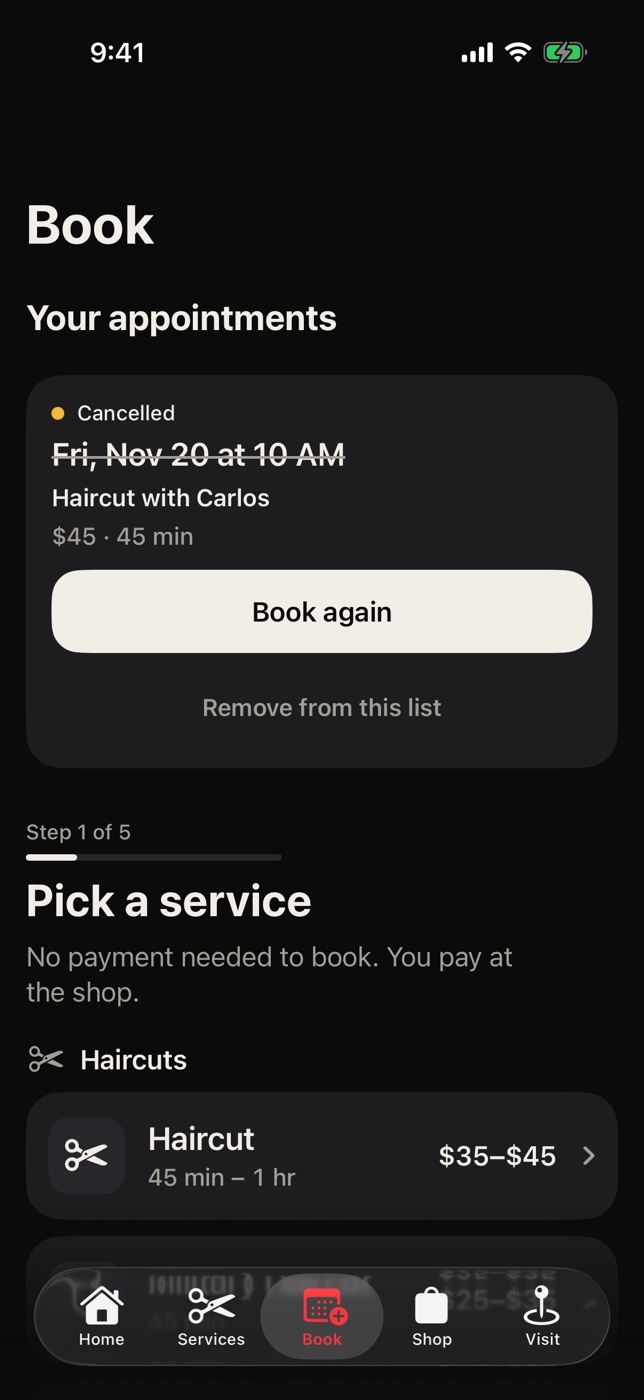 9:41
Book
Your appointments
Cancelled
Fri, Nov 20 at 10 AM
Haircut with Carlos
$45 · 45 min
Book again
Remove from this list
Step 1 of 5
Pick a service
No payment needed to book. You pay at
the shop.
Haircuts
Haircut
$35–$45
45 min – 1 hr
Home
Services
Book
Shop
Visit